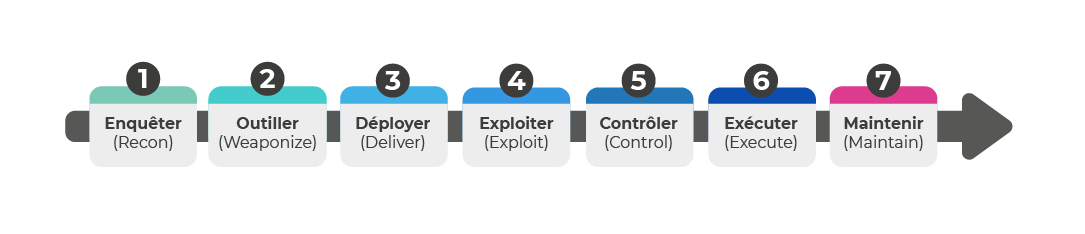 1
Enquêter
(Recon)
2
Outiller
(Weaponize)
3
Déployer
(Deliver)
4
Exploiter
(Exploit)
5
Contrôler
(Control)
6
Exécuter
(Execute)
7
Maintenir
(Maintain)